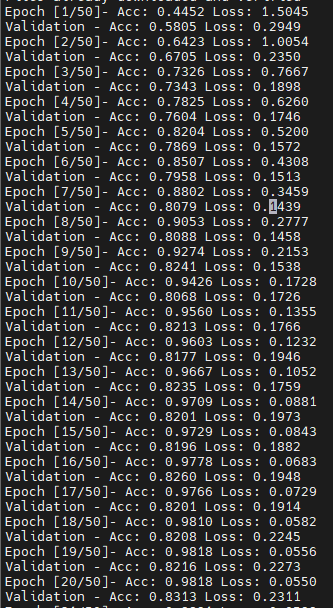 Epoch [1/50]- Acc: 0.4452 Loss: 1.5045
Validation - Acc: 0.5805 Loss: 0.2949
Epoch [2/50]- Acc: 0.6423 Loss: 1.0054
Validation - Acc: 0.6705 Loss: 0.2350
Epoch [3/50]- Acc: 0.7326 Loss: 0.7667
Validation - Acc: 0.7343 Loss: 0.1898
Epoch [4/50]- Acc: 0.7825 Loss: 0.6260
Validation - Acc: 0.7604 Loss: 0.1746
Epoch [5/50]- Acc: 0.8204 Loss: 0.5200
Validation - Acc: 0.7869 Loss: 0.1572
Epoch [6/50]- Acc: 0.8507 Loss: 0.4308
Validation - Acc: 0.7958 Loss: 0.1513
Epoch [7/50]- Acc: 0.8802 Loss: 0.3459
Validation - Acc: 0.8079 Loss: 0.1439
Epoch [8/50]- Acc: 0.9053 Loss: 0.2777
Validation - Acc: 0.8088 Loss: 0.1458
Epoch [9/50]- Acc: 0.9274 Loss: 0.2153
Validation - Acc: 0.8241 Loss: 0.1538
Epoch [10/50]- Acc: 0.9426 Loss: 0.1728
Validation - Acc: 0.8068 Loss: 0.1726
Epoch [11/50]- Acc: 0.9560 Loss: 0.1355
Validation - Acc: 0.8213 Loss: 0.1766
Epoch [12/50]- Acc: 0.9603 Loss: 0.1232
Validation - Acc: 0.8177 Loss: 0.1946
Epoch [13/50]- Acc: 0.9667 Loss: 0.1052
Validation - Acc: 0.8235 Loss: 0.1759
Epoch [14/50]- Acc: 0.9709 Loss: 0.0881
Validation - Acc: 0.8201 Loss: 0.1973
Epoch [15/50]- Acc: 0.9729 Loss: 0.0843
Validation - Acc: 0.8196 Loss: 0.1882
Epoch [16/50]- Acc: 0.9778 Loss: 0.0683
Validation - Acc: 0.8260 Loss: 0.1948
Epoch [17/50]- Acc: 0.9766 Loss: 0.0729
Validation - Acc: 0.8201 Loss: 0.1914
Epoch [18/50]- Acc: 0.9810 Loss: 0.0582
Validation - Acc: 0.8208 Loss: 0.2245
Epoch [19/50]- Acc: 0.9818 Loss: 0.0556
Validation - Acc: 0.8216 Loss: 0.2273
Epoch [20/50]- Acc: 0.9818 Loss: 0.0550
Validation - Acc: 0.8313 Loss: 0.2311